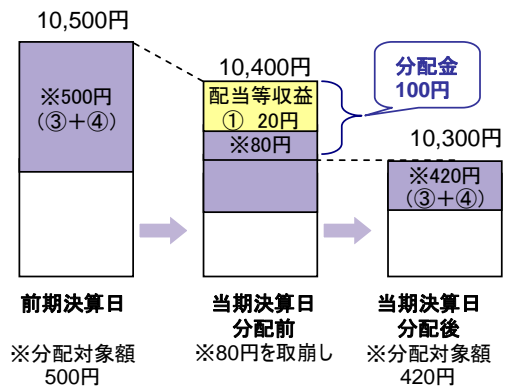 10,500円
※500円
（③＋④）
前期決算日
※分配対象額
500円
10,400円
配当等収益
① 20円
※80円
分配金
100円
当期決算日
分配前
※80円を取崩し
10,300円
※420円
（③＋④）
当期決算日
分配後
※分配対象額
420円